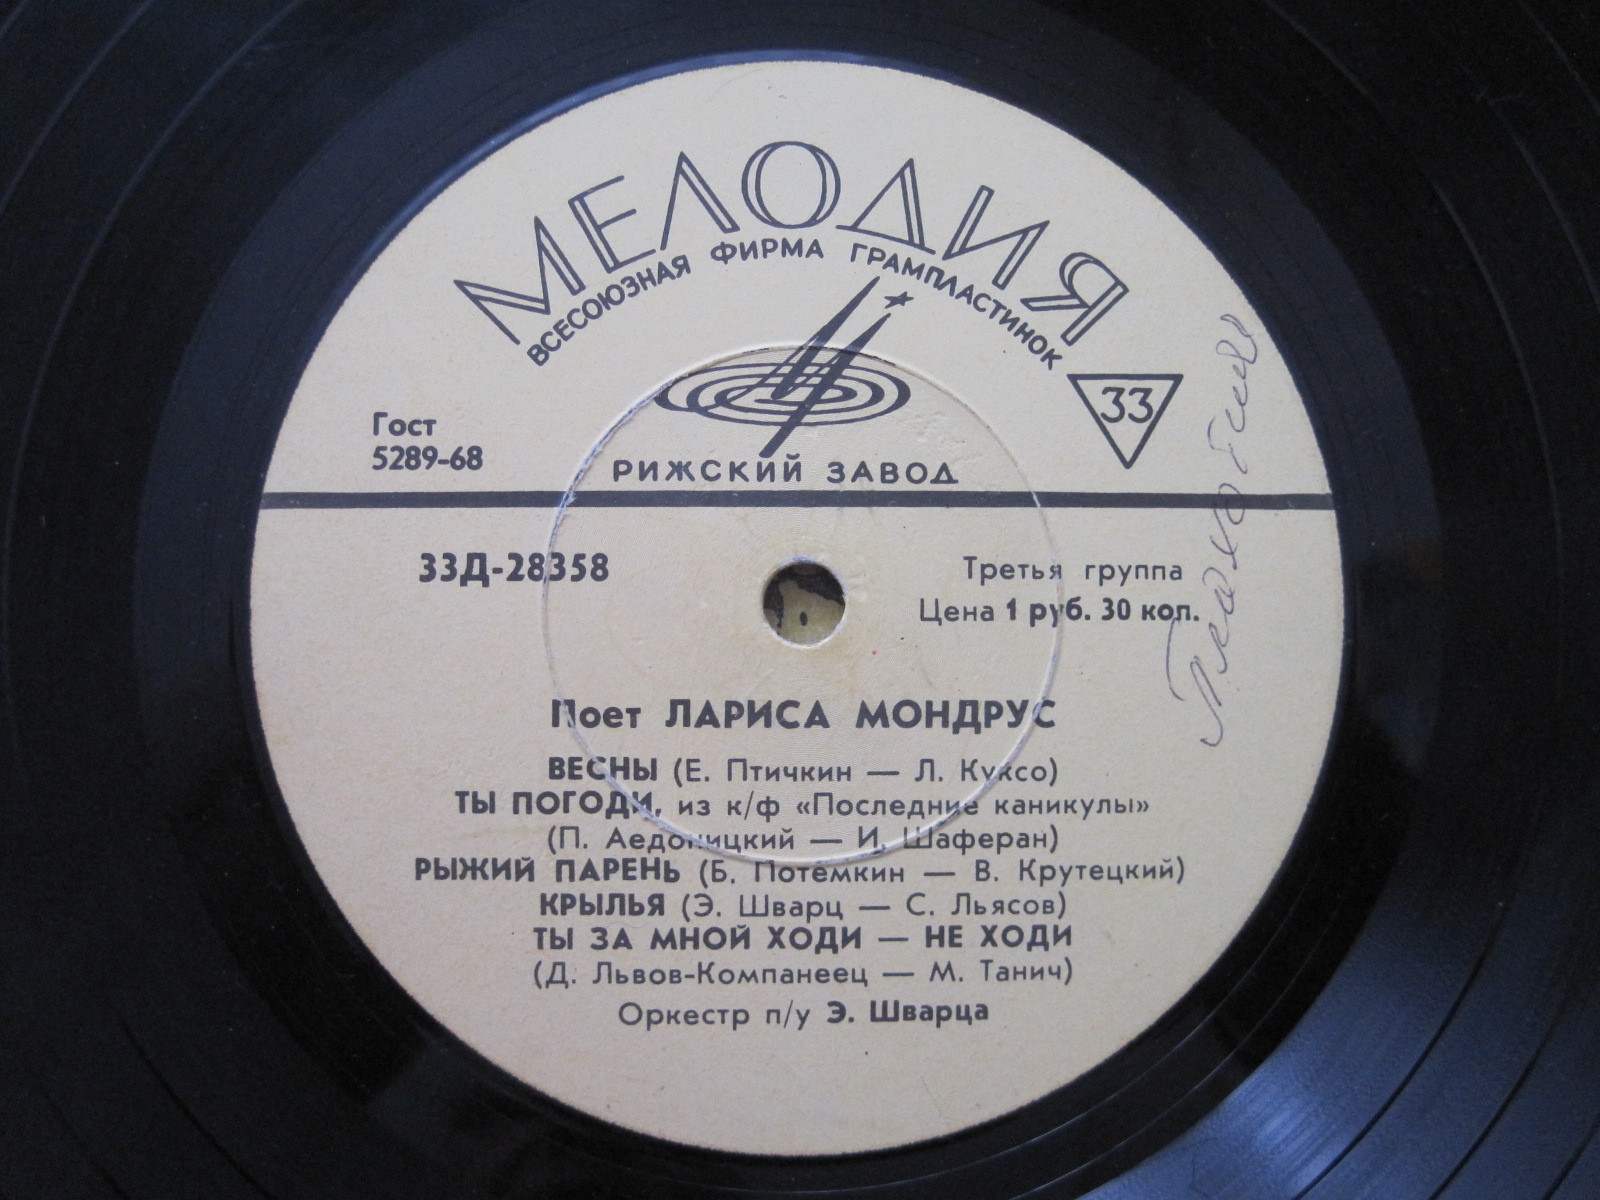 МЕЛОДИЯ
ВСЕСОЮЗНАЯ ФИРМА ГРАМПЛАСТИНОК
33
Гост
5289-68
РИЖСКИЙ ЗАВОД
33Д-28358
Третья группа
Цена 1 руб. 30 коп.
Поет ЛАРИСА МОНДРУС
ВЕСНЫ (Е. Птичкин — Л. Куксо)
ТЫ ПОГОДИ, из к/ф «Последние каникулы»
(П. Аедоницкий — И. Шаферан)
РЫЖИЙ ПАРЕНЬ (Б. Потемкин — В. Крутецкий)
КРЫЛЬЯ (Э. Шварц — С. Льясов)
ТЫ ЗА МНОЙ ХОДИ — НЕ ХОДИ
(Д. Львов-Компанеец — М. Танич)
Оркестр п/у Э. Шварца